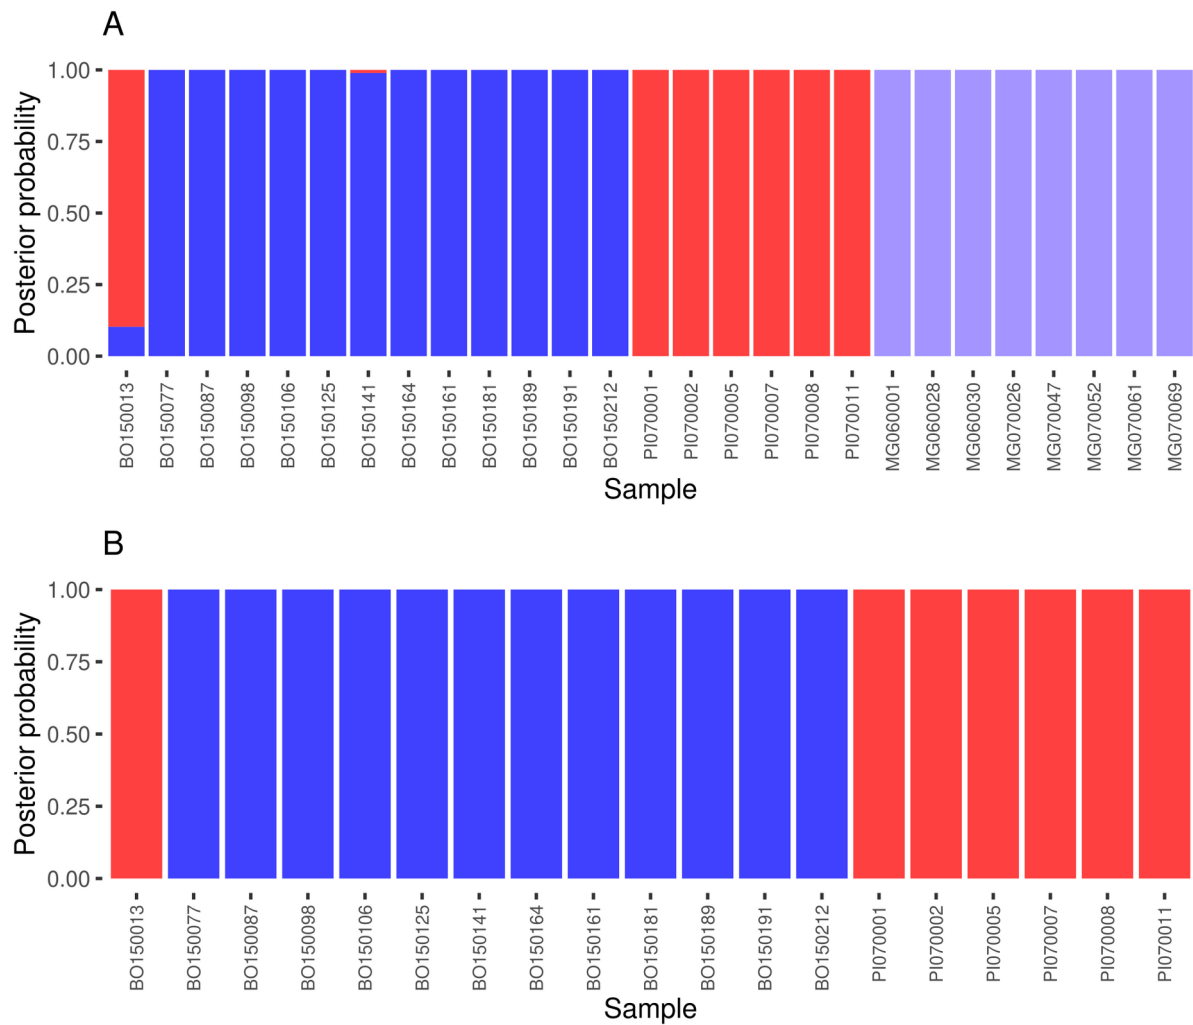 A
Posterior probability
1.00
0.75
0.50
0.25
0.00
BO150013
BO150077
BO150087
BO150098
BO150106
BO150125
BO150141
BO150164
BO150161
BO150181
BO150189
BO150191
BO150212
PI070001
PI070002
PI070005
PI070007
PI070008
PI070011
MG060001
MG060028
MG060030
MG070026
MG070047
MG070052
MG070061
MG070069
Sample
B
Posterior probability
1.00
0.75
0.50
0.25
0.00
BO150013
BO150077
BO150087
BO150098
BO150106
BO150125
BO150141
BO150164
BO150161
BO150181
BO150189
BO150191
BO150212
PI070001
PI070002
PI070005
PI070007
PI070008
PI070011
Sample